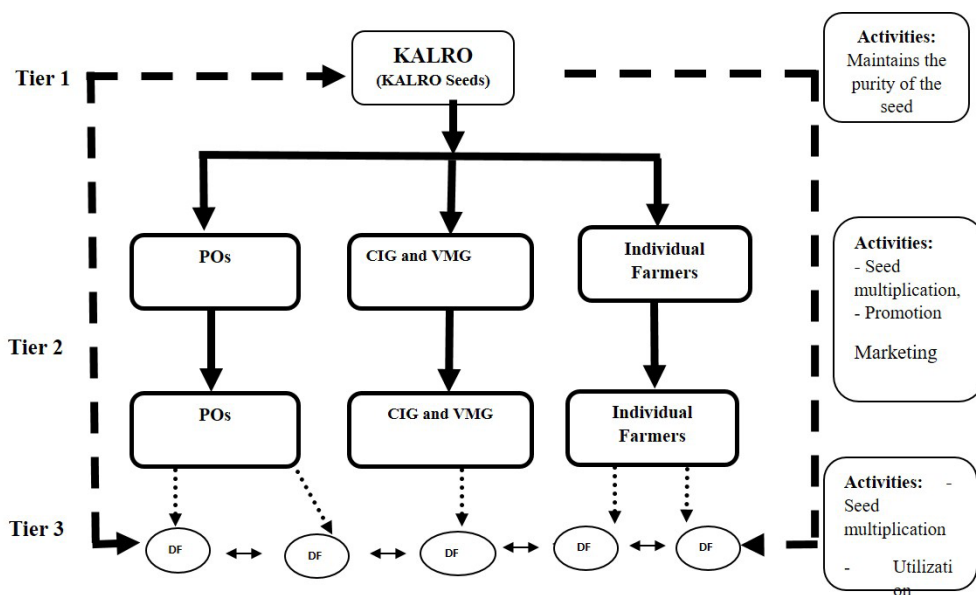 KALRO
(KALRO Seeds)
Tier 1
Activities:
Maintains the
purity of the
seed
POs
CIG and VMG
Individual
Farmers
Activities:
- Seed
multiplication,
- Promotion
Marketing
Tier 2
POs
CIG and VMG
Individual
Farmers
Activities: -
Seed
multiplication
- Utilizati
on
Tier 3
DF
DF
DF
DF
DF